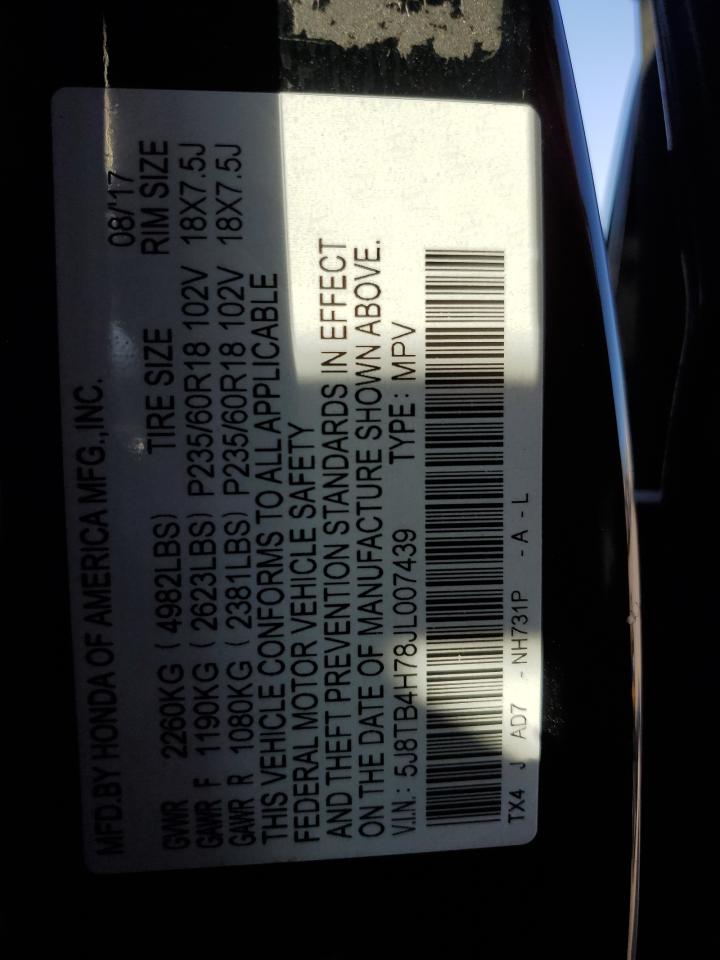 MFD.BY HONDA OF AMERICA MFG.,INC. 08/'17
TIRE SIZE RIM SIZE
GVWR 2260KG ( 4982LBS)
GAWR F 1190KG ( 2623LBS) P235/60R18 102V 18X7.5J
GAWR R 1080KG ( 2381LBS) P235/60R18 102V 18X7.5J
THIS VEHICLE CONFORMS TO ALL APPLICABLE
FEDERAL MOTOR VEHICLE SAFETY
AND THEFT PREVENTION STANDARDS IN EFFECT
ON THE DATE OF MANUFACTURE SHOWN ABOVE.
V.I.N.: 5J8TB4H78JL007439 TYPE: MPV
TX4 J AD7 - NH731P - A - L